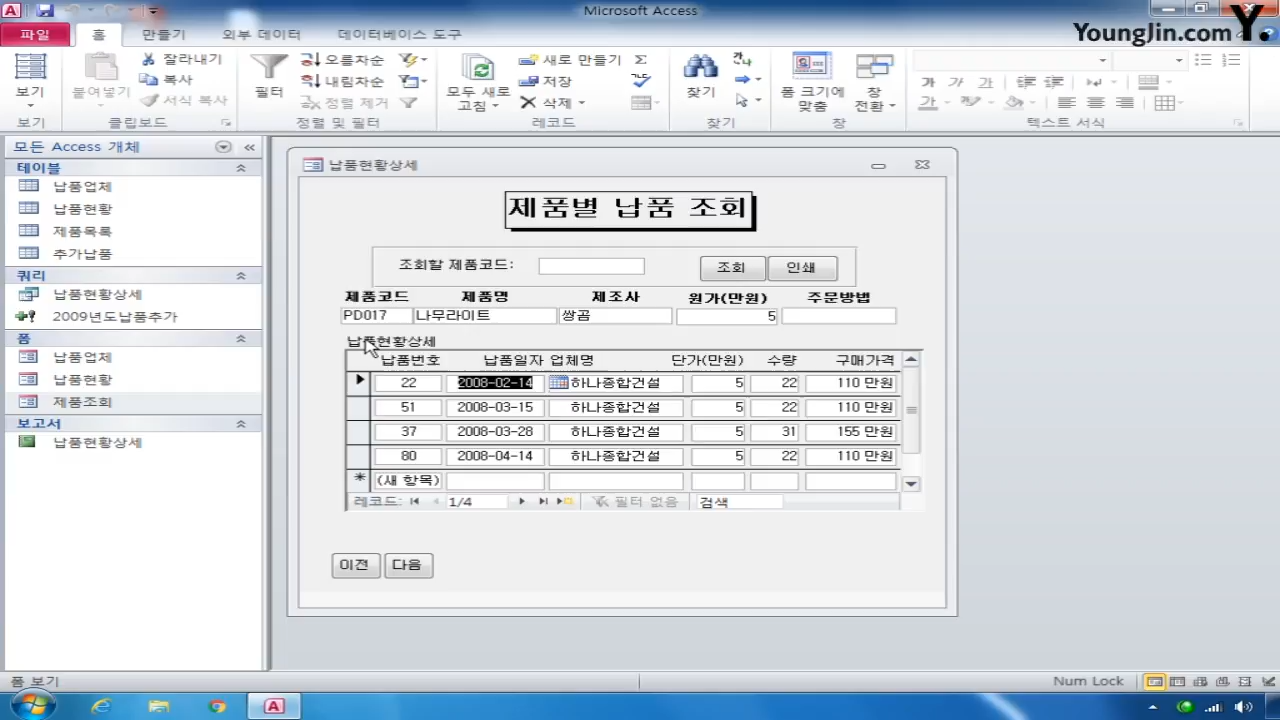 Microsoft Access
YoungJin.com Y.
파일 홈 만들기 외부 데이터 데이터베이스 도구
보기 붙여넣기 잘라내기 복사 서식 복사
필터 오름차순 내림차순 정렬 제거
모두 새로 고침 새로 만들기 저장 삭제
찾기 폼 크기에 맞춤 창 전환
가 가 가 가
보기 클립보드 정렬 및 필터 레코드 찾기 창 텍스트 서식
모든 Access 개체
테이블
납품업체
납품현황
제품목록
추가납품
쿼리
납품현황상세
2009년도납품추가
폼
납품업체
납품현황
제품조회
보고서
납품현황상세
납품현황상세
제품별 납품 조회
조회할 제품코드: 조회 인쇄
제품코드 제품명 제조사 원가(만원) 주문방법
PD017 나무라이트 쌍곰 5
납품현황상세
납품번호 납품일자 업체명 단가(만원) 수량 구매가격
22 2008-02-14 하나종합건설 5 22 110 만원
51 2008-03-15 하나종합건설 5 22 110 만원
37 2008-03-28 하나종합건설 5 31 155 만원
80 2008-04-14 하나종합건설 5 22 110 만원
* (새 항목)
레코드: 1/4 필터 없음 검색
이전 다음
폼 보기 Num Lock